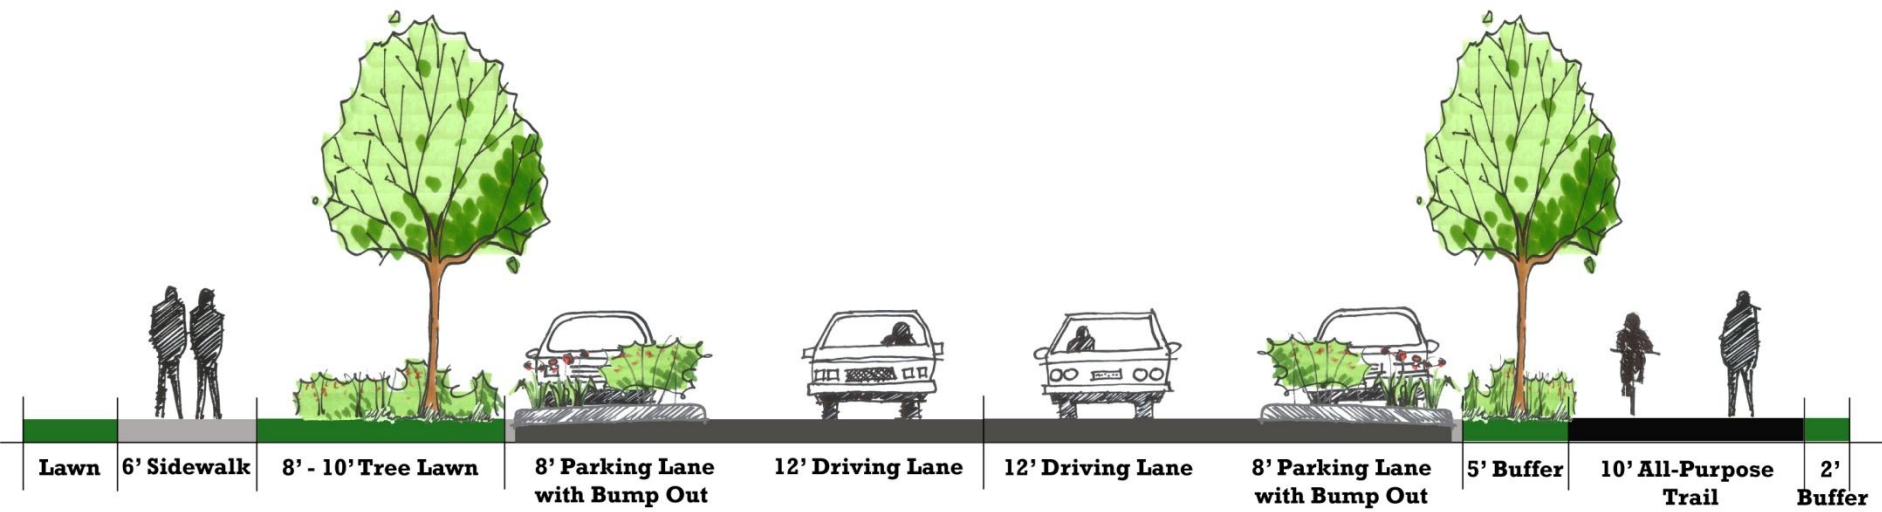 Lawn
6’ Sidewalk
8’ - 10’ Tree Lawn
8’ Parking Lane
with Bump Out
12’ Driving Lane
12’ Driving Lane
8’ Parking Lane
with Bump Out
5’ Buffer
10’ All-Purpose
Trail
2’
Buffer